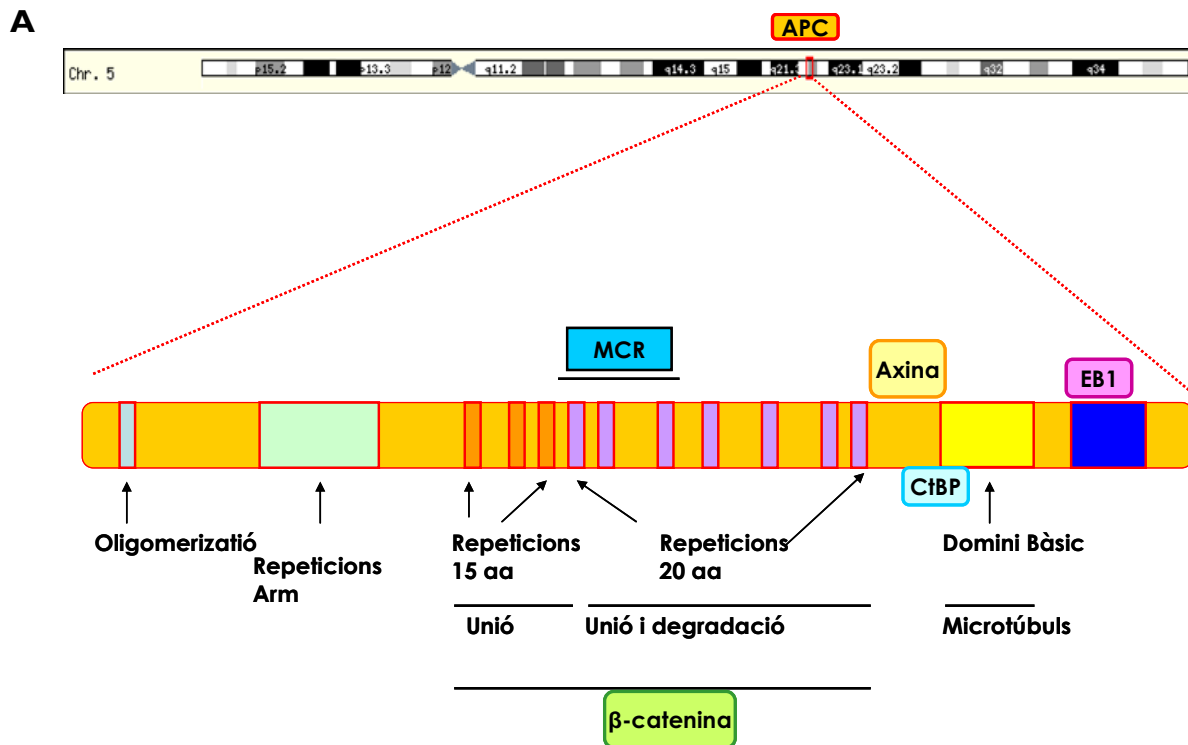 A
APC
Chr. 5
p15.2
p13.3
p12
q11.2
q14.3
q15
q23.1
q23.2
q32
q34
MCR
Axina
EB1
CtBP
Oligomerizatió
Repeticions
Arm
Repeticions
15 aa
Repeticions
20 aa
Domini Bàsic
Unió
Unió i degradació
Microtúbuls
β-catenina